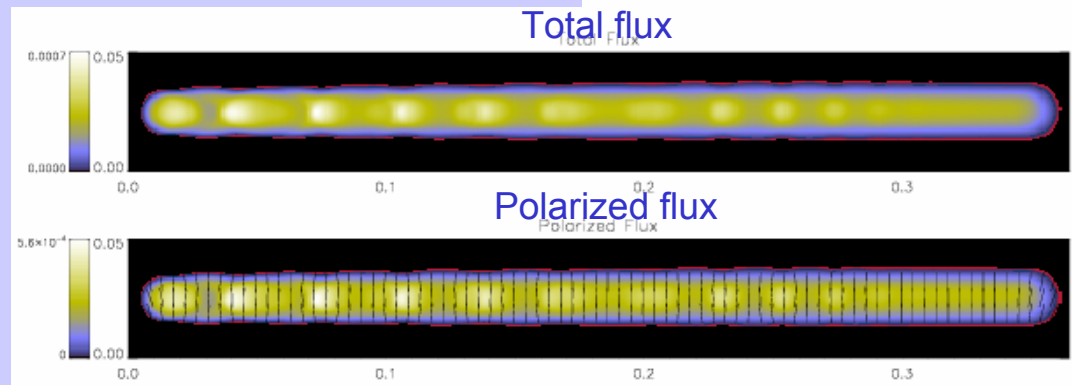 Total flux
Total Flux
0.0007
0.05
0.0000
0.00
0.0 0.1 0.2 0.3
Polarized flux
Polarized Flux
5.6×10⁻⁴
0.05
0
0.00
0.0 0.1 0.2 0.3